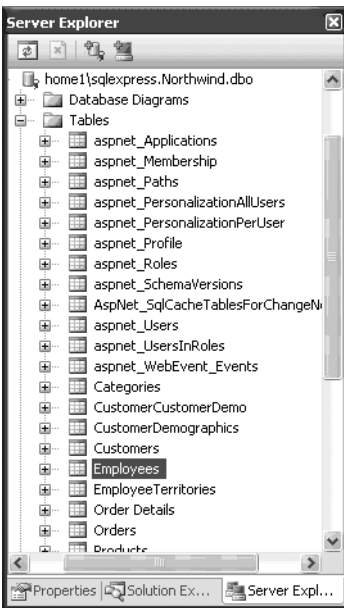 Server Explorer
home1\sqlexpress.Northwind.dbo
Database Diagrams
Tables
aspnet_Applications
aspnet_Membership
aspnet_Paths
aspnet_PersonalizationAllUsers
aspnet_PersonalizationPerUser
aspnet_Profile
aspnet_Roles
aspnet_SchemaVersions
AspNet_SqlCacheTablesForChangeN
aspnet_Users
aspnet_UsersInRoles
aspnet_WebEvent_Events
Categories
CustomerCustomerDemo
CustomerDemographics
Customers
Employees
EmployeeTerritories
Order Details
Orders
Products
Properties Solution Ex... Server Expl...